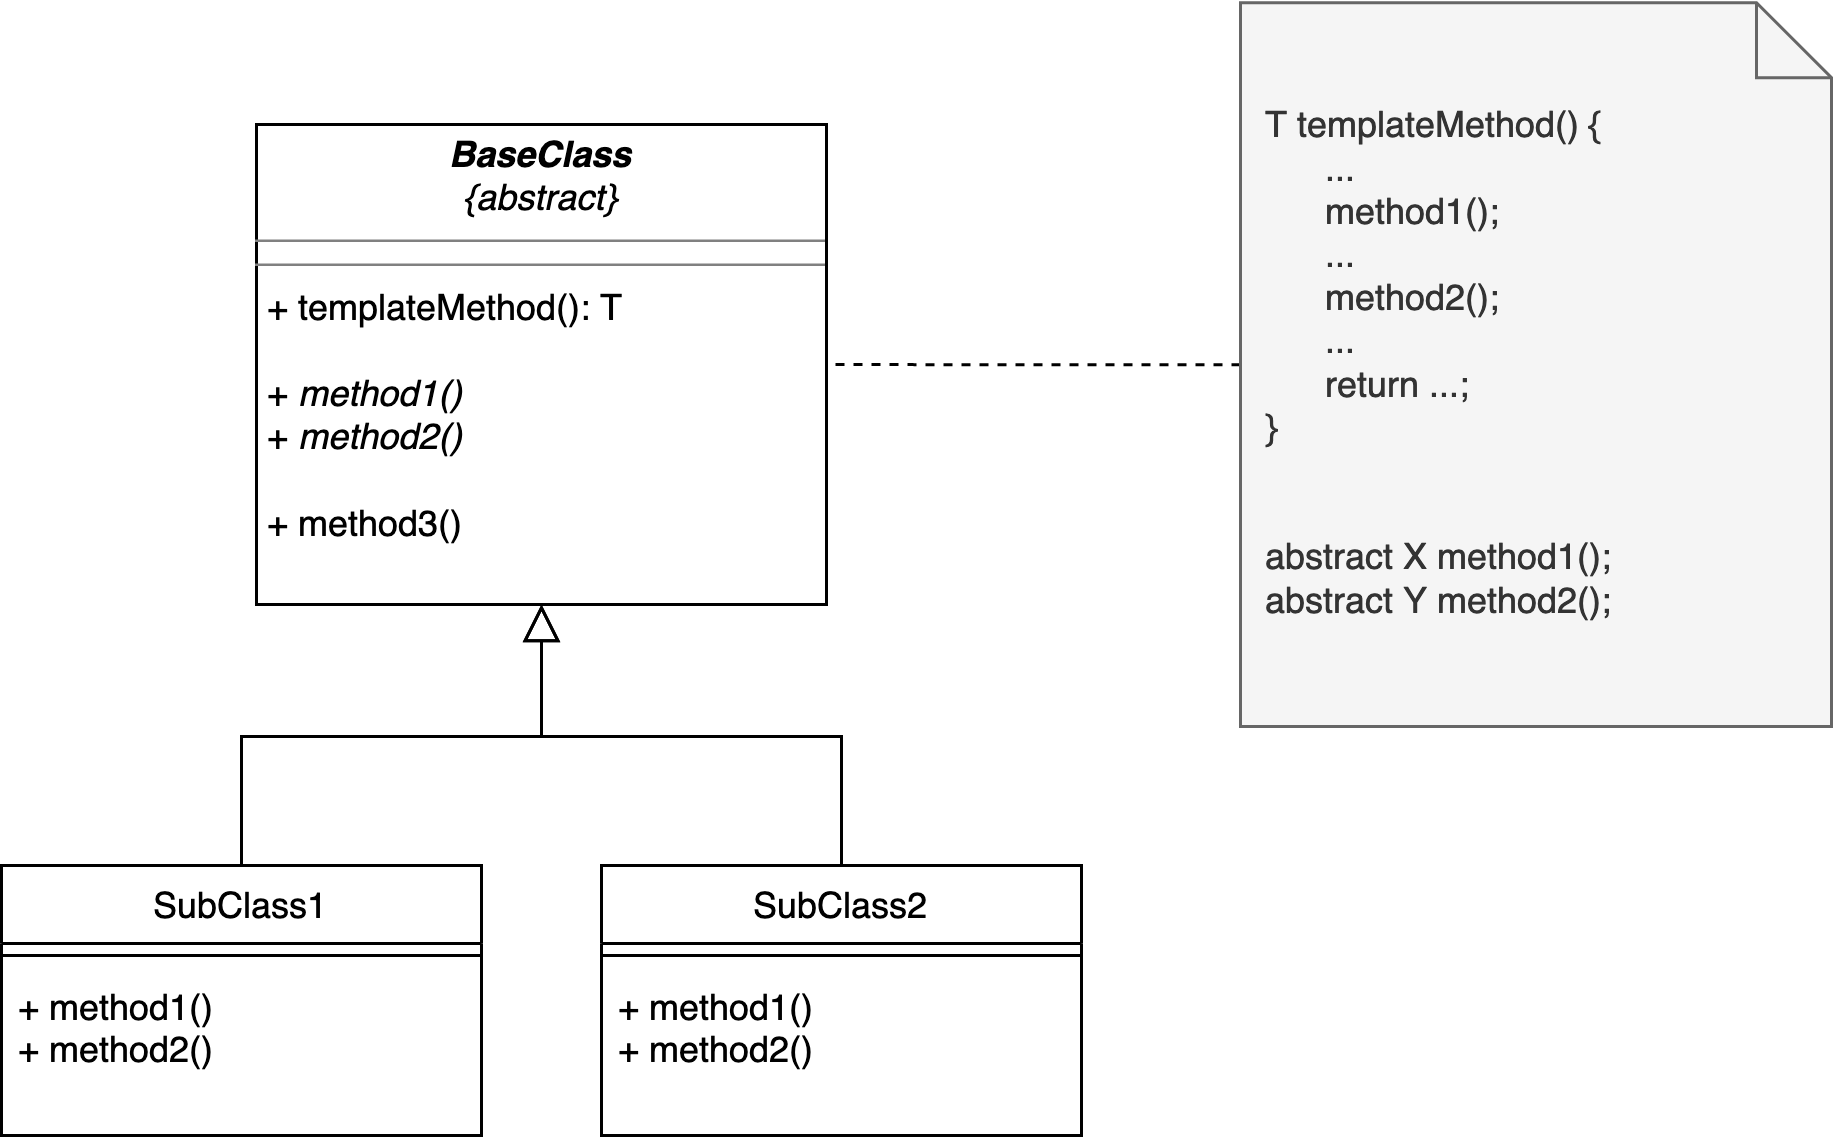 BaseClass
{abstract}
+ templateMethod(): T
+ method1()
+ method2()
+ method3()
T templateMethod() {
...
method1();
...
method2();
...
return ...;
}
abstract X method1();
abstract Y method2();
SubClass1
+ method1()
+ method2()
SubClass2
+ method1()
+ method2()